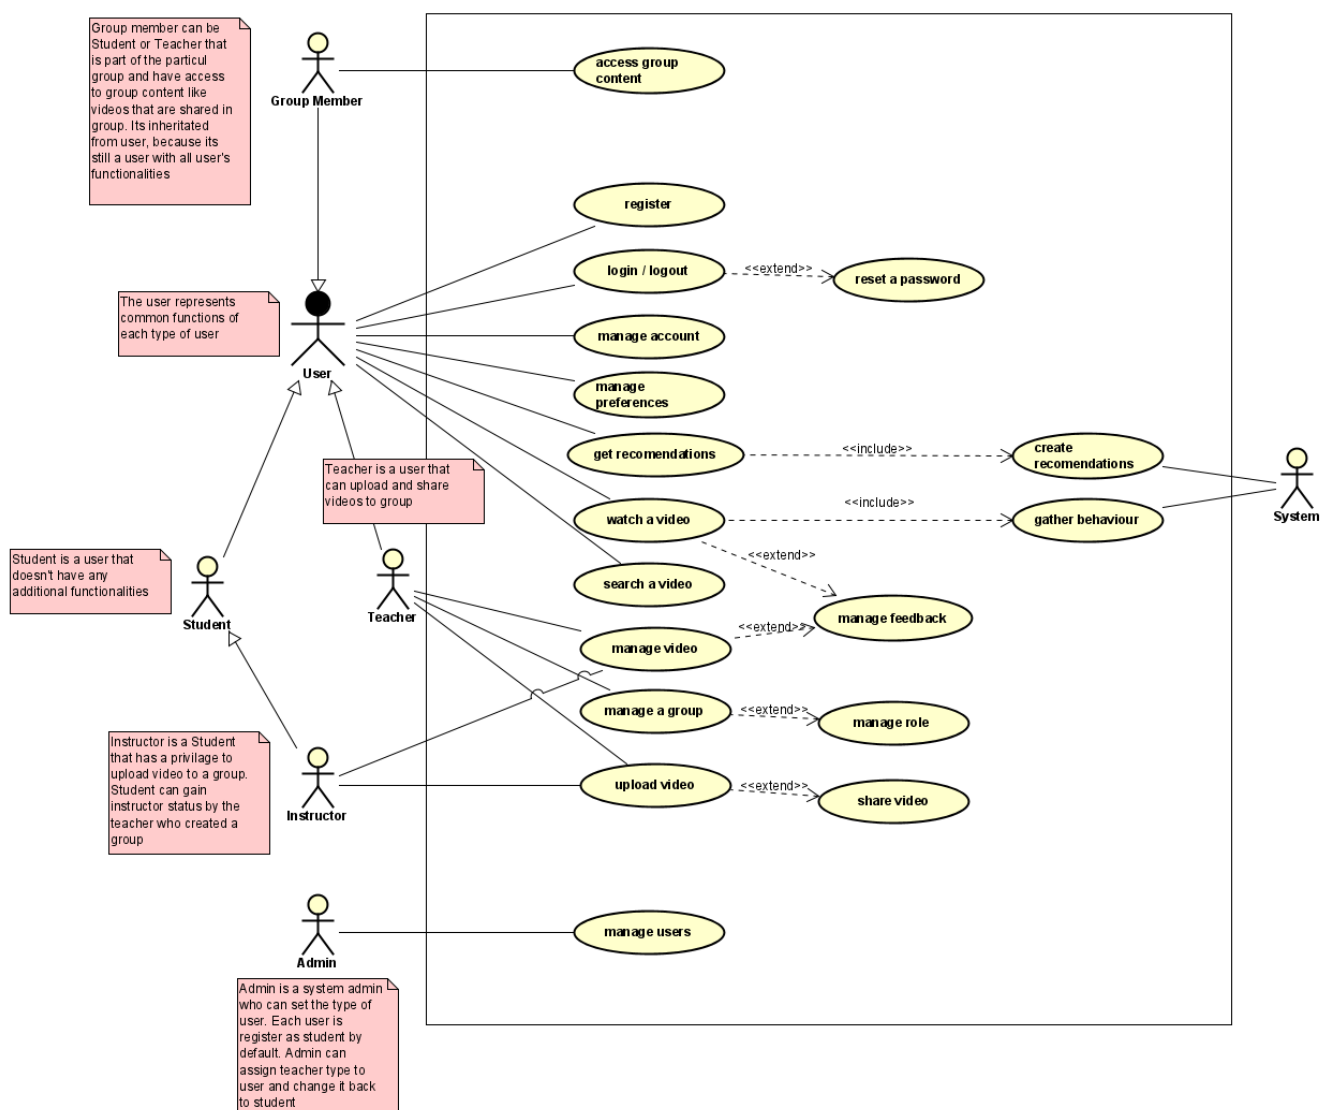 Group member can be
Student or Teacher that
is part of the particul
group and have access
to group content like
videos that are shared in
group. Its inheritated
from user, because its
still a user with all user's
functionalities
Group Member
access group
content
register
login / logout
<<extend>>
reset a password
The user represents
common functions of
each type of user
User
manage account
manage
preferences
get recomendations
<<include>>
create
recomendations
System
Teacher is a user that
can upload and share
videos to group
watch a video
<<include>>
gather behaviour
<<extend>>
Student is a user that
doesn't have any
additional functionalities
Student
Teacher
search a video
manage feedback
manage video
<<extend>>
manage a group
<<extend>>
manage role
Instructor is a Student
that has a privilage to
upload video to a group.
Student can gain
instructor status by the
teacher who created a
group
Instructor
upload video
<<extend>>
share video
Admin
manage users
Admin is a system admin
who can set the type of
user. Each user is
register as student by
default. Admin can
assign teacher type to
user and change it back
to student